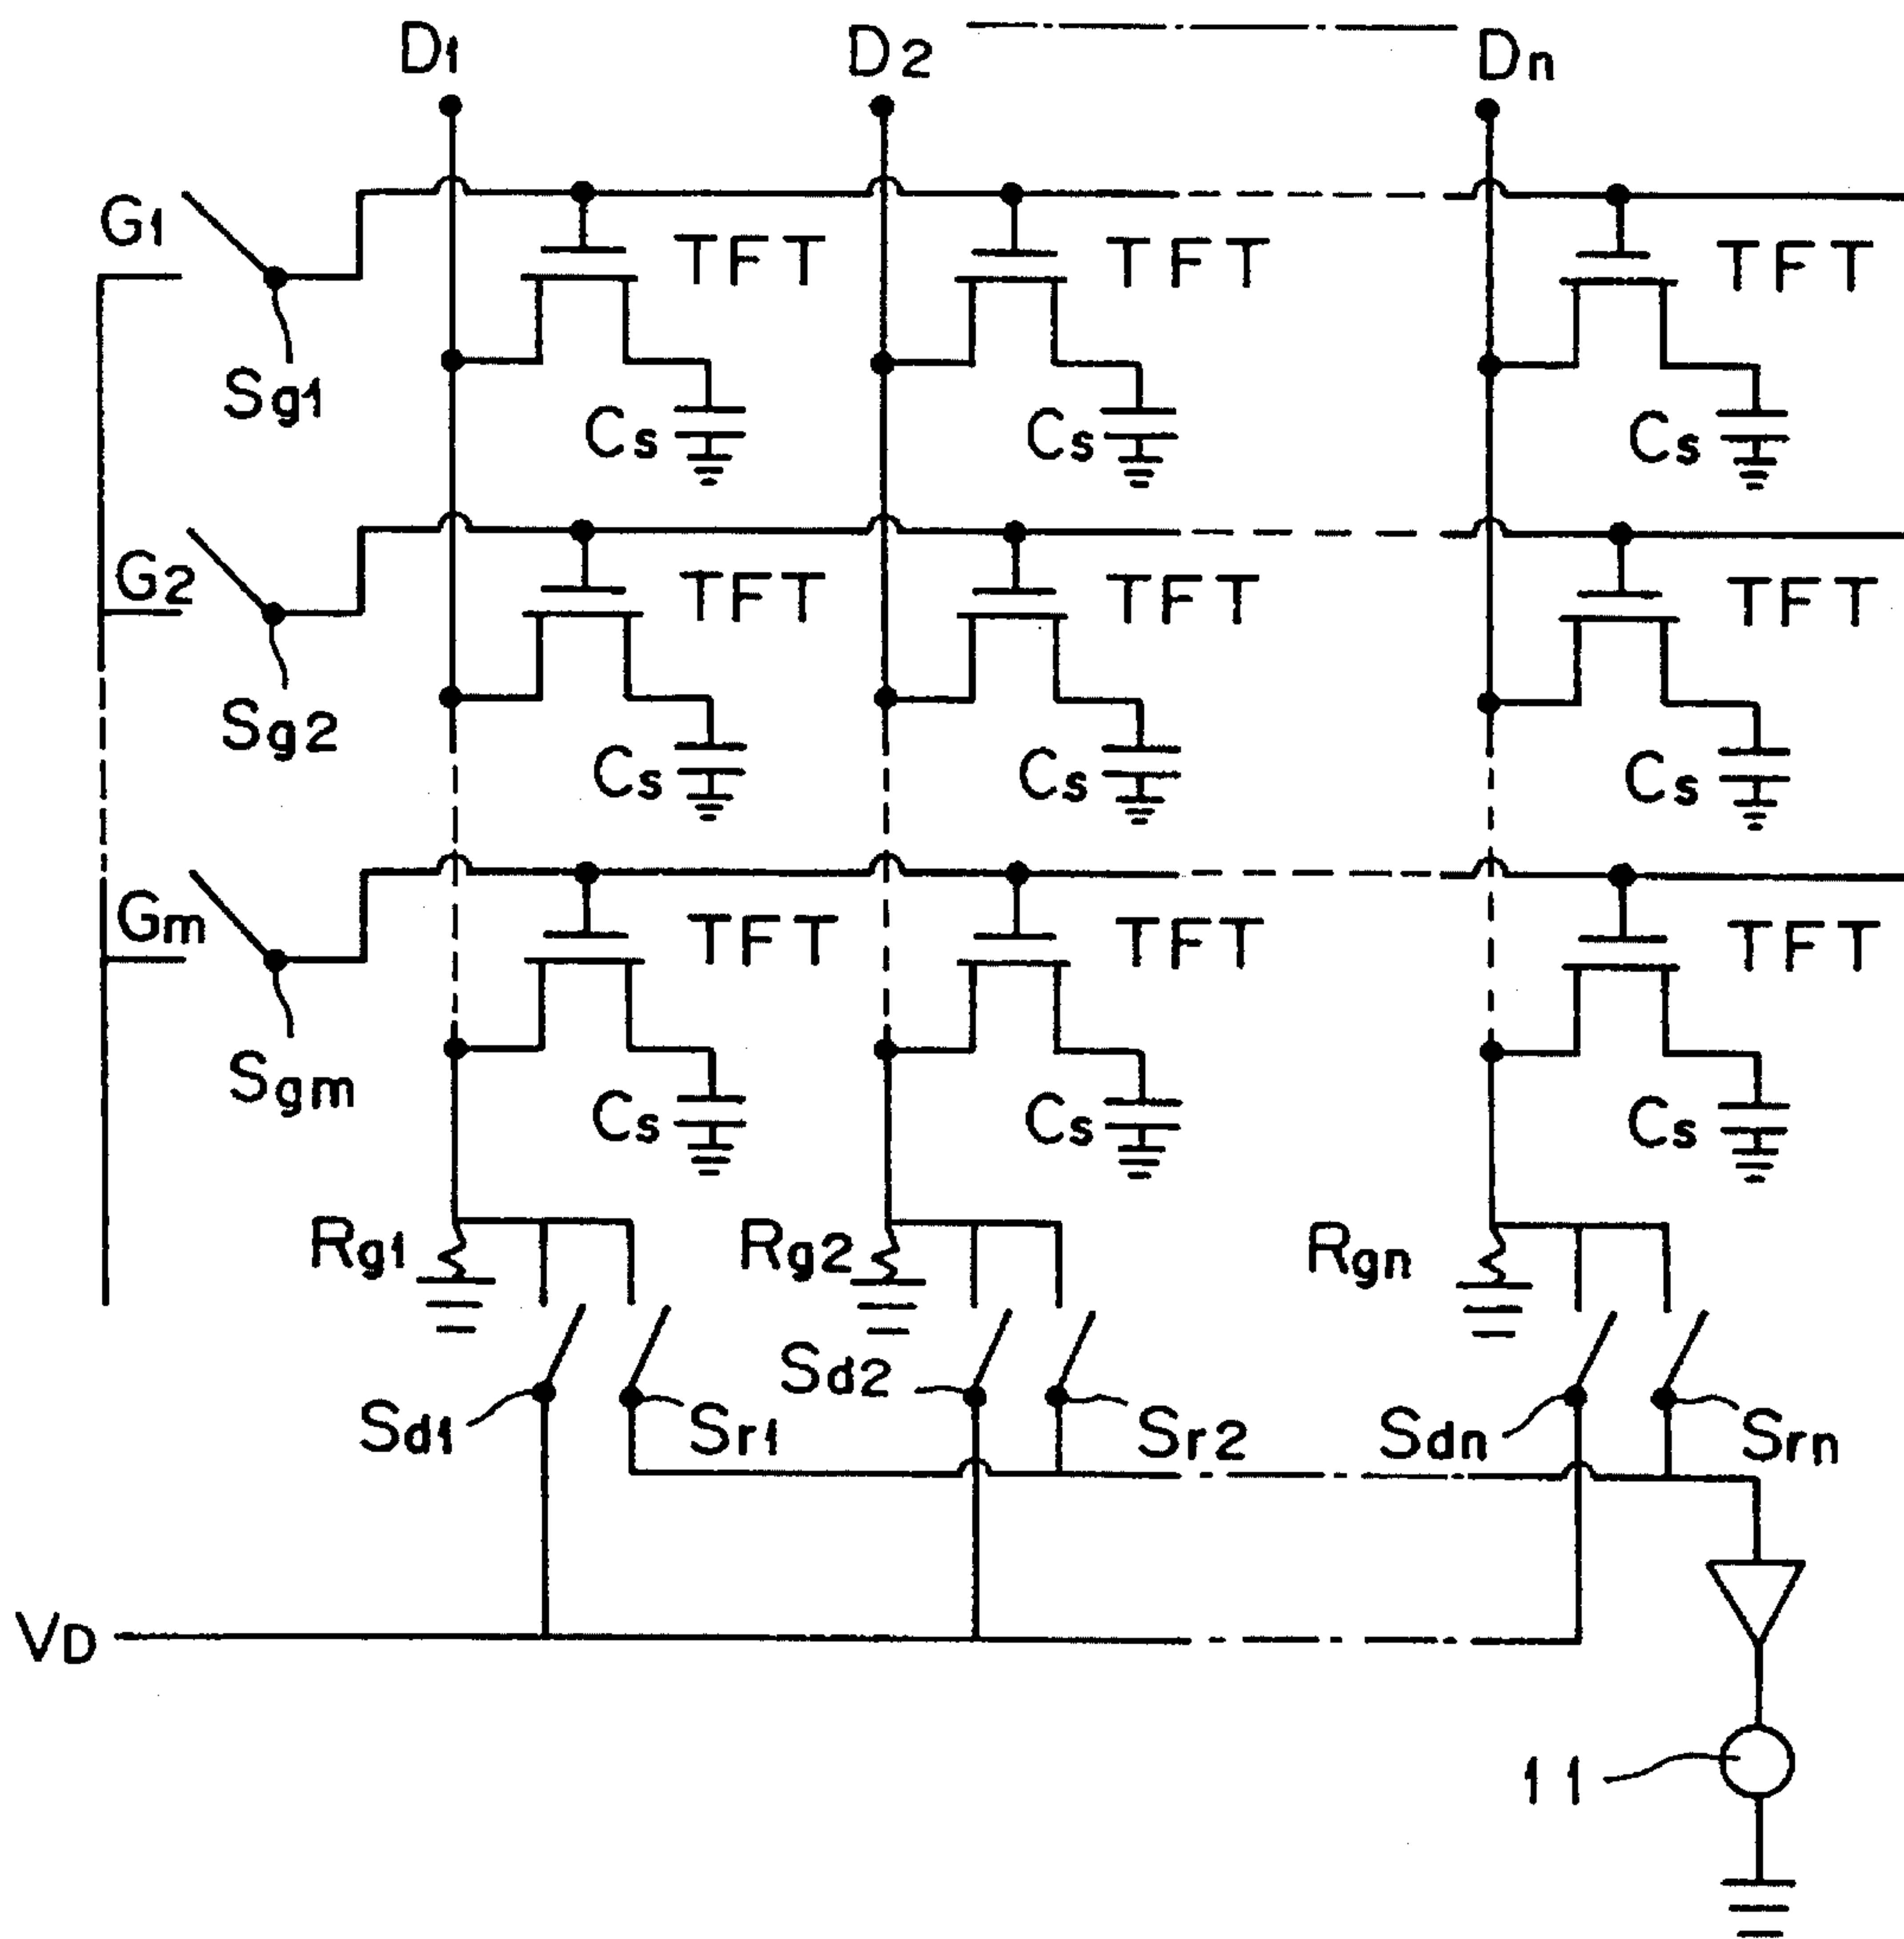 D1 D2 Dn
G1 TFT TFT TFT
Sg1 Cs Cs Cs
G2 TFT TFT TFT
Sg2 Cs Cs Cs
Gm TFT TFT TFT
Sgm Cs Cs Cs
Rg1 Rg2 Rgn
Sd1 Sr1 Sd2 Sr2 Sdn Srn
VD
11